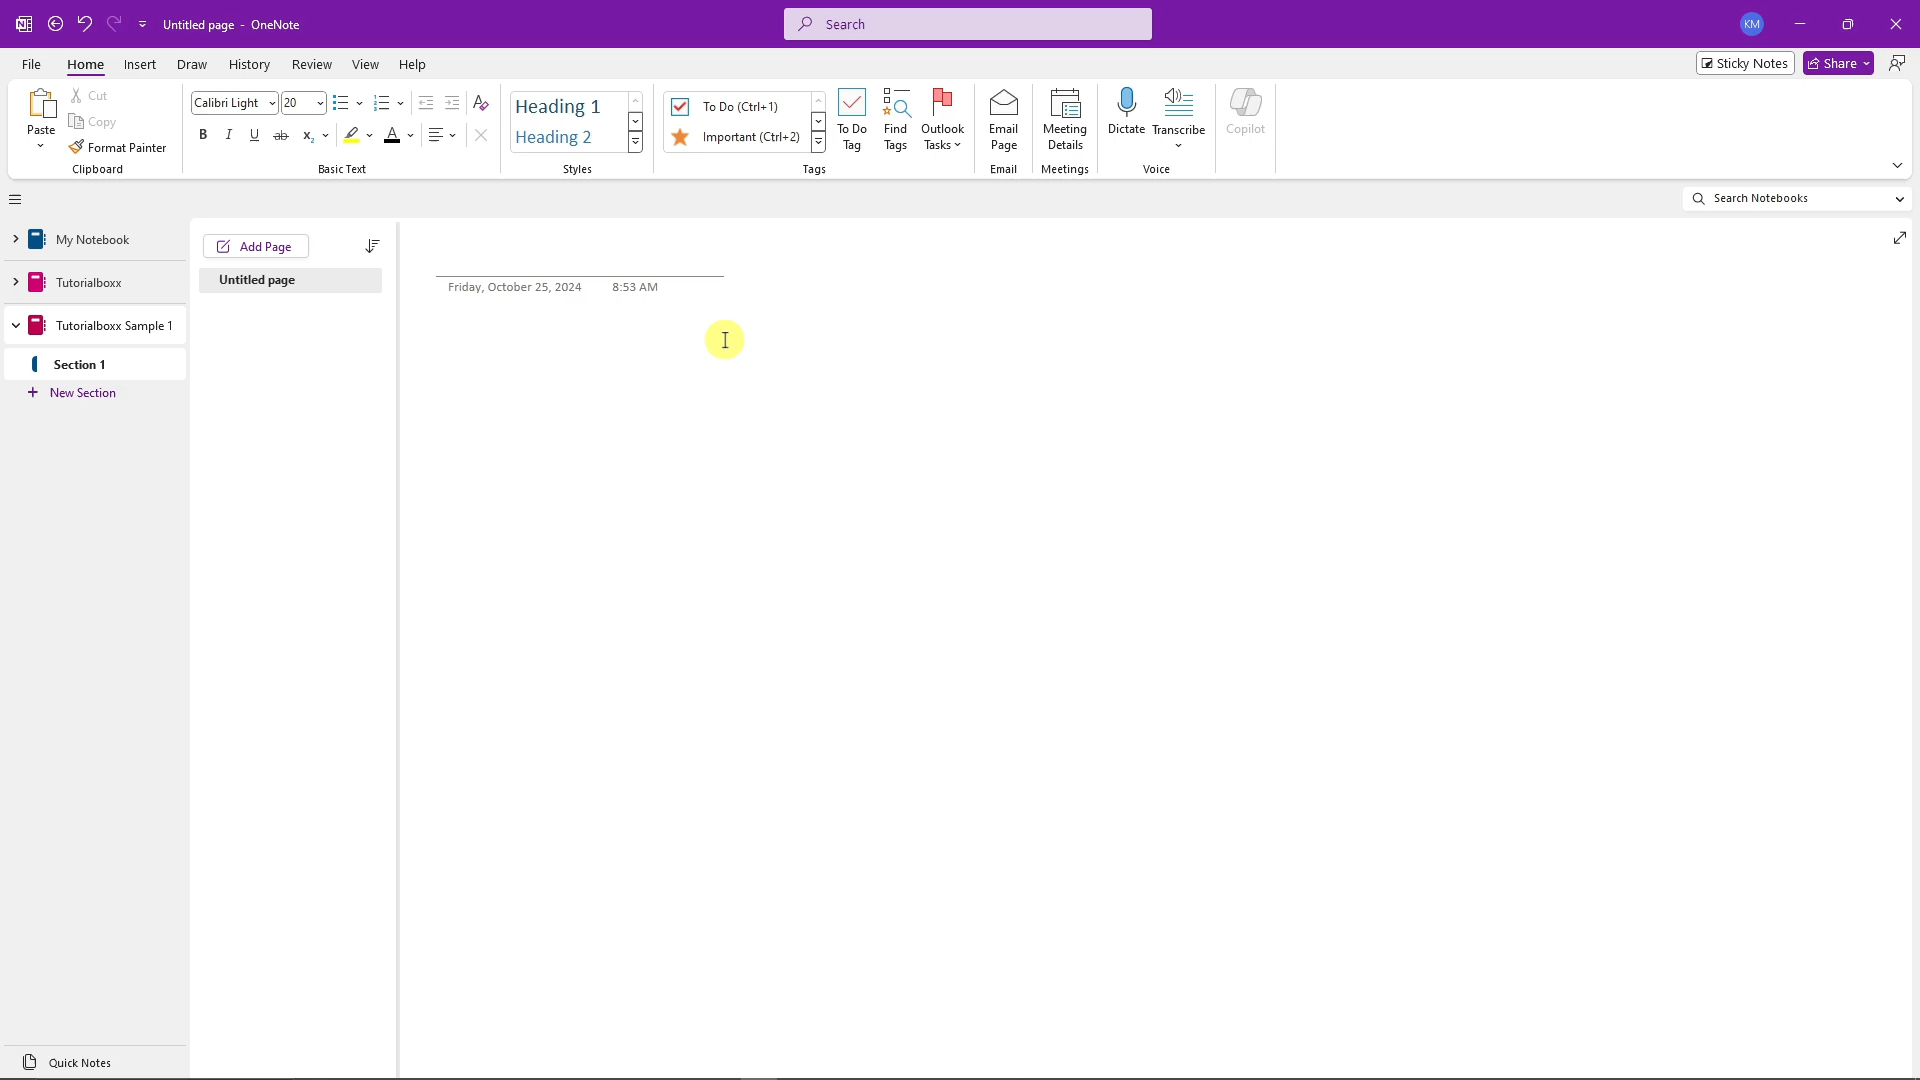 Untitled page - OneNote
Search
KM
File Home Insert Draw History Review View Help
Sticky Notes Share
Paste
Cut
Copy
Format Painter
Clipboard
Calibri Light 20
B I U ab x₂ A
Basic Text
Heading 1
Heading 2
Styles
To Do (Ctrl+1)
Important (Ctrl+2)
To Do Tag
Find Tags
Outlook Tasks
Tags
Email Page
Email
Meeting Details
Meetings
Dictate
Transcribe
Voice
Copilot
Search Notebooks
My Notebook
Tutorialboxx
Tutorialboxx Sample 1
Section 1
+ New Section
Quick Notes
Add Page
Untitled page
Friday, October 25, 2024 8:53 AM